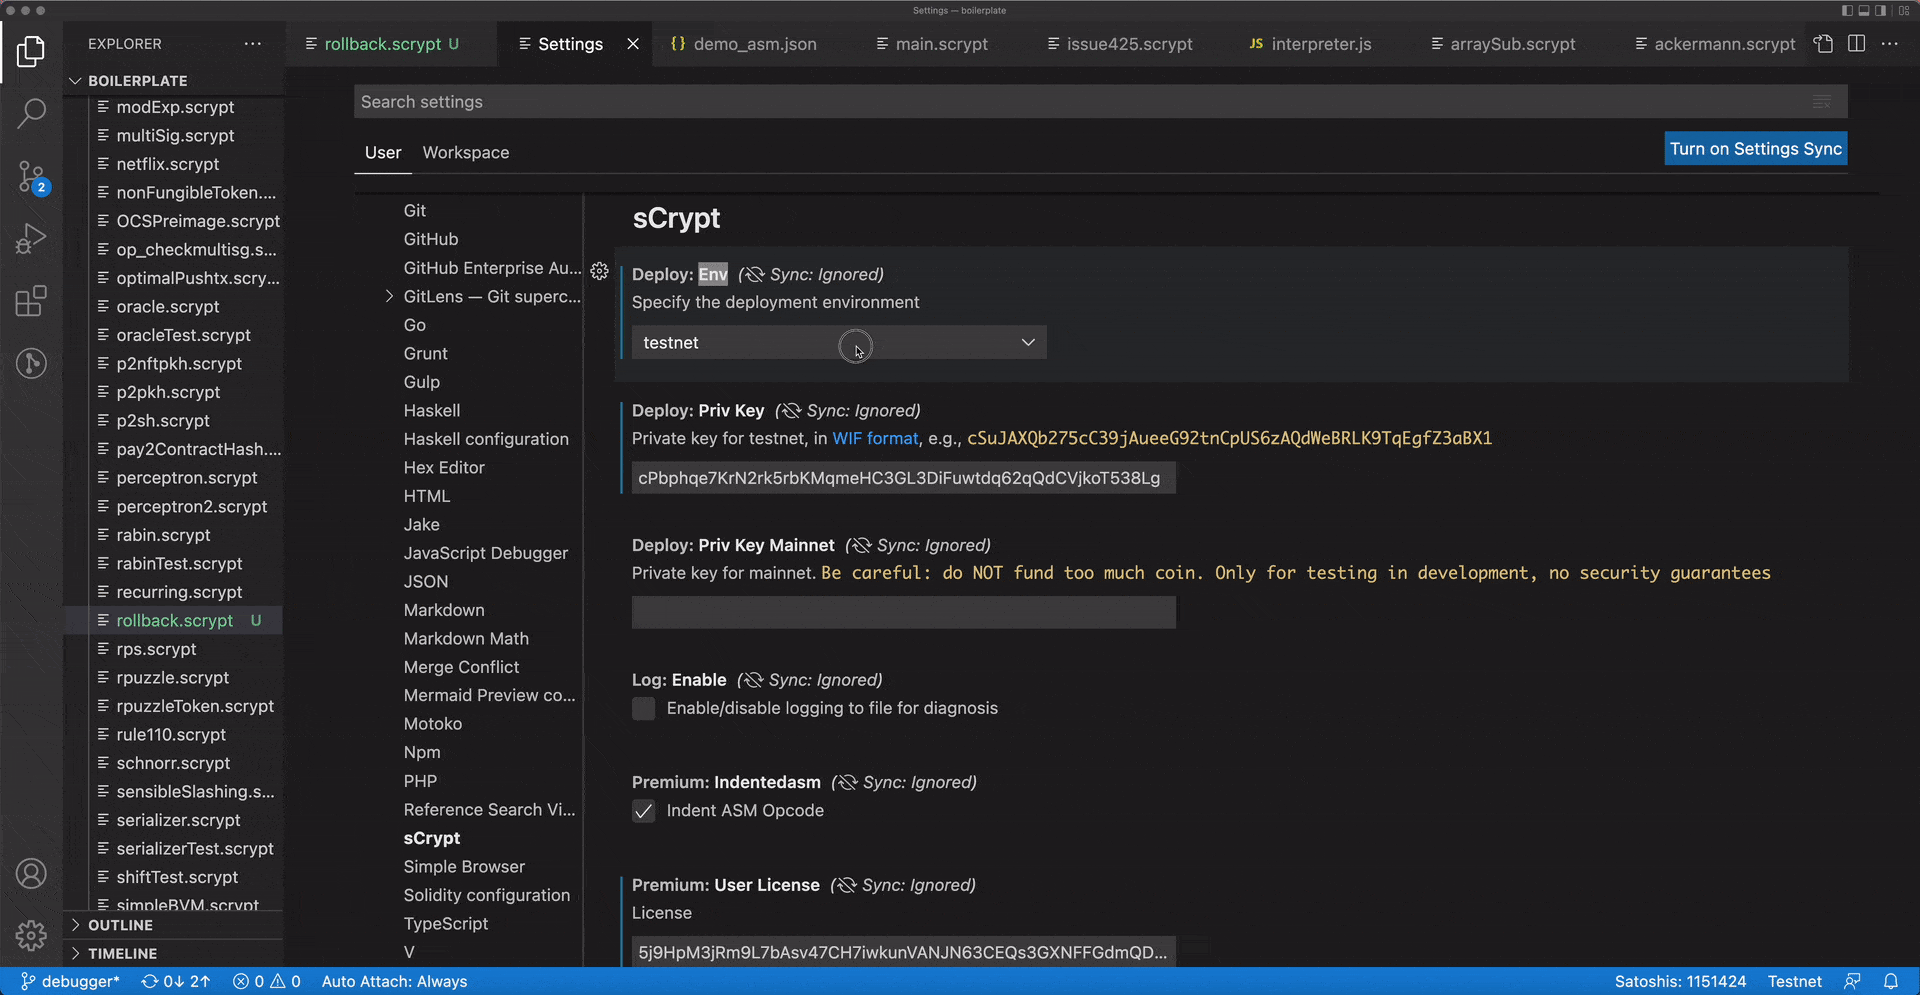 Settings — boilerplate
EXPLORER
rollback.scrypt U
Settings
{} demo_asm.json
main.scrypt
issue425.scrypt
JS interpreter.js
arraySub.scrypt
ackermann.scrypt
BOILERPLATE
modExp.scrypt
multiSig.scrypt
netflix.scrypt
nonFungibleToken....
OCSPreimage.scrypt
op_checkmultisg.s...
optimalPushtx.scry...
oracle.scrypt
oracleTest.scrypt
p2nftpkh.scrypt
p2pkh.scrypt
p2sh.scrypt
pay2ContractHash....
perceptron.scrypt
perceptron2.scrypt
rabin.scrypt
rabinTest.scrypt
recurring.scrypt
rollback.scrypt U
rps.scrypt
rpuzzle.scrypt
rpuzzleToken.scrypt
rule110.scrypt
schnorr.scrypt
sensibleSlashing.s...
serializer.scrypt
serializerTest.scrypt
shiftTest.scrypt
simpleBVM.scrypt
OUTLINE
TIMELINE
2
Search settings
User Workspace
Turn on Settings Sync
Git
GitHub
GitHub Enterprise Au...
GitLens — Git superc...
Go
Grunt
Gulp
Haskell
Haskell configuration
Hex Editor
HTML
Jake
JavaScript Debugger
JSON
Markdown
Markdown Math
Merge Conflict
Mermaid Preview co...
Motoko
Npm
PHP
Reference Search Vi...
sCrypt
Simple Browser
Solidity configuration
TypeScript
V
sCrypt
Deploy: Env (Sync: Ignored)
Specify the deployment environment
testnet
Deploy: Priv Key (Sync: Ignored)
Private key for testnet, in WIF format, e.g., cSuJAXQb275cC39jAueeG92tnCpUS6zAQdWeBRLK9TqEgfZ3aBX1
cPbphqe7KrN2rk5rbKMqmeHC3GL3DiFuwtdq62qQdCVjkoT538Lg
Deploy: Priv Key Mainnet (Sync: Ignored)
Private key for mainnet. Be careful: do NOT fund too much coin. Only for testing in development, no security guarantees
Log: Enable (Sync: Ignored)
Enable/disable logging to file for diagnosis
Premium: Indentedasm (Sync: Ignored)
Indent ASM Opcode
Premium: User License (Sync: Ignored)
License
5j9HpM3jRm9L7bAsv47CH7iwkunVANJN63CEQs3GXNFFGdmQD...
debugger* 0↓ 2↑ 0 0 Auto Attach: Always
Satoshis: 1151424 Testnet